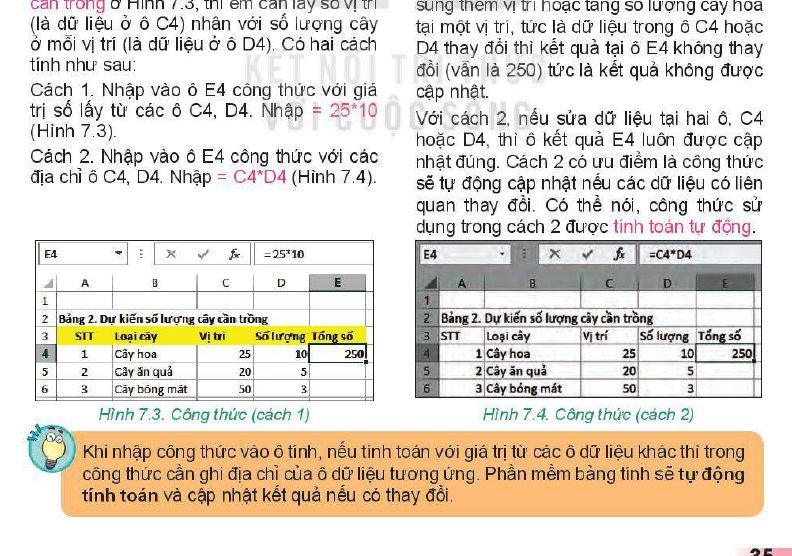 cần trồng ở Hình 7.3, thì em cần lấy số vị trí
(là dữ liệu ở ô C4) nhân với số lượng cây
ở mỗi vị trí (là dữ liệu ở ô D4). Có hai cách
tính như sau:
Cách 1. Nhập vào ô E4 công thức với giá
trị số lấy từ các ô C4, D4. Nhập = 25*10
(Hình 7.3).
Cách 2. Nhập vào ô E4 công thức với các
địa chỉ ô C4, D4. Nhập = C4*D4 (Hình 7.4).
sung thêm vị trí hoặc tăng số lượng cây hoa
tại một vị trí, tức là dữ liệu trong ô C4 hoặc
D4 thay đổi thì kết quả tại ô E4 không thay
đổi (vẫn là 250) tức là kết quả không được
cập nhật.
Với cách 2, nếu sửa dữ liệu tại hai ô, C4
hoặc D4, thì ô kết quả E4 luôn được cập
nhật đúng. Cách 2 có ưu điểm là công thức
sẽ tự động cập nhật nếu các dữ liệu có liên
quan thay đổi. Có thể nói, công thức sử
dụng trong cách 2 được tính toán tự động.
KẾT NỐI TRI THỨC
VỚI CUỘC SỐNG
E4 fx =25*10
A B C D E
1
2 Bảng 2. Dự kiến số lượng cây cần trồng
3 STT Loại cây Vị trí Số lượng Tổng số
4 1 Cây hoa 25 10 250
5 2 Cây ăn quả 20 5
6 3 Cây bóng mát 50 3
Hình 7.3. Công thức (cách 1)
E4 fx =C4*D4
A B C D E
1
2 Bảng 2. Dự kiến số lượng cây cần trồng
3 STT Loại cây Vị trí Số lượng Tổng số
4 1 Cây hoa 25 10 250
5 2 Cây ăn quả 20 5
6 3 Cây bóng mát 50 3
Hình 7.4. Công thức (cách 2)
Khi nhập công thức vào ô tính, nếu tính toán với giá trị từ các ô dữ liệu khác thì trong
công thức cần ghi địa chỉ của ô dữ liệu tương ứng. Phần mềm bảng tính sẽ tự động
tính toán và cập nhật kết quả nếu có thay đổi.
35